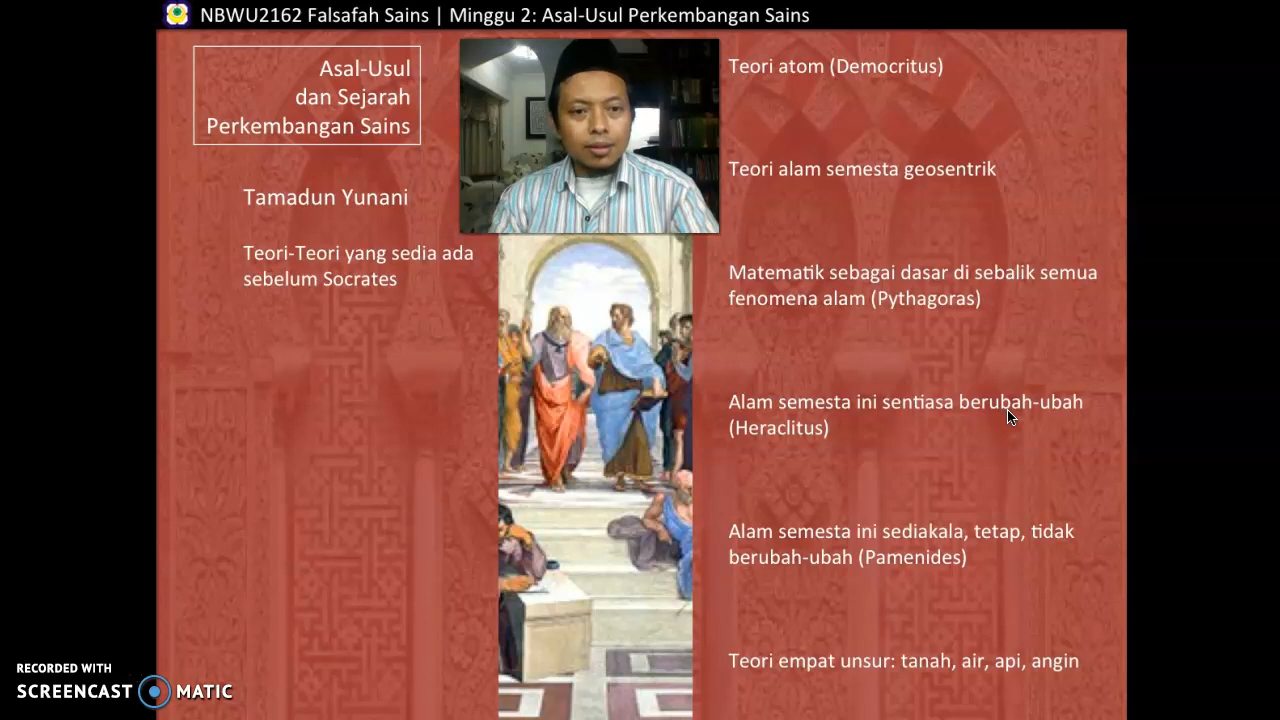 NBWU2162 Falsafah Sains | Minggu 2: Asal-Usul Perkembangan Sains
Asal-Usul
dan Sejarah
Perkembangan Sains
Tamadun Yunani
Teori-Teori yang sedia ada
sebelum Socrates
Teori atom (Democritus)
Teori alam semesta geosentrik
Matematik sebagai dasar di sebalik semua
fenomena alam (Pythagoras)
Alam semesta ini sentiasa berubah-ubah
(Heraclitus)
Alam semesta ini sediakala, tetap, tidak
berubah-ubah (Pamenides)
Teori empat unsur: tanah, air, api, angin
RECORDED WITH
SCREENCAST MATIC